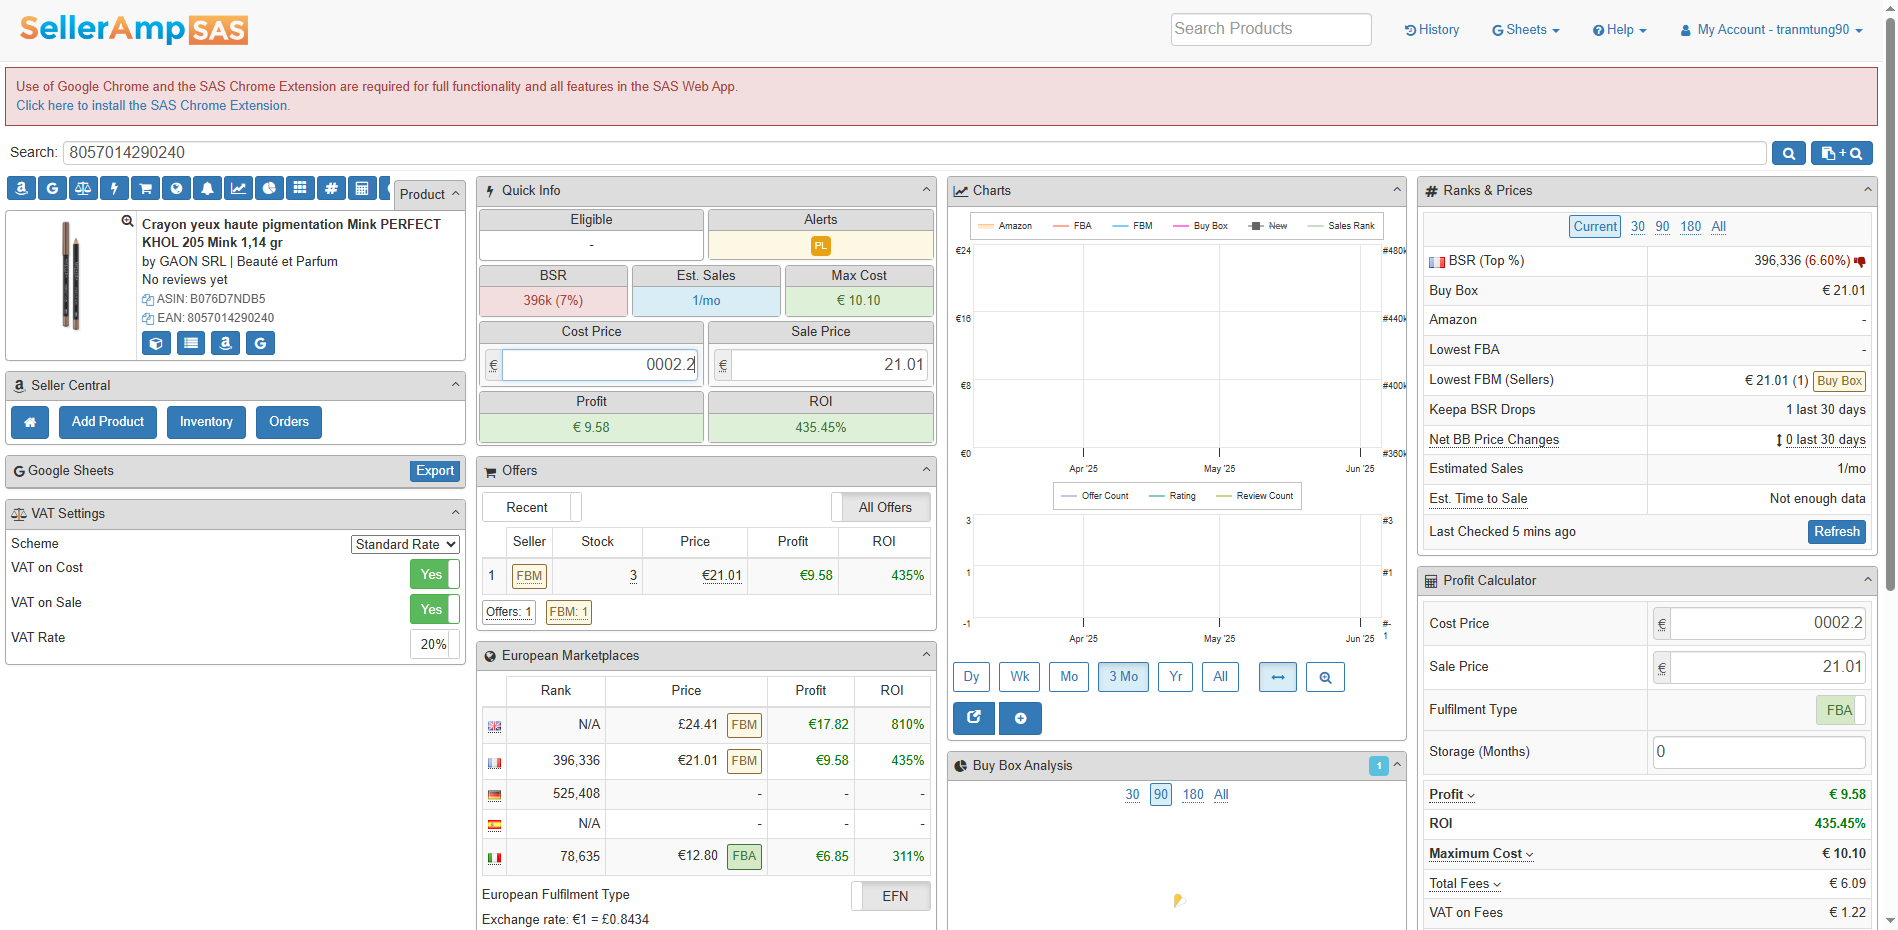 SellerAmp SAS
Search Products
History
Sheets
Help
My Account - tranmtung90
Use of Google Chrome and the SAS Chrome Extension are required for full functionality and all features in the SAS Web App.
Click here to install the SAS Chrome Extension.
Search: 8057014290240
+
Product
Crayon yeux haute pigmentation Mink PERFECT
KHOL 205 Mink 1,14 gr
by GAON SRL | Beauté et Parfum
No reviews yet
ASIN: B076D7NDB5
EAN: 8057014290240
Seller Central
Add Product
Inventory
Orders
Google Sheets
Export
VAT Settings
Scheme
Standard Rate
VAT on Cost
Yes
VAT on Sale
Yes
VAT Rate
20%
Quick Info
Eligible
Alerts
-
PL
BSR
Est. Sales
Max Cost
396k (7%)
1/mo
€ 10.10
Cost Price
Sale Price
€ 0002.2
€ 21.01
Profit
ROI
€ 9.58
435.45%
Offers
Recent
All Offers
Seller Stock Price Profit ROI
1 FBM 3 €21.01 €9.58 435%
Offers: 1 FBM: 1
European Marketplaces
Rank Price Profit ROI
N/A £24.41 FBM €17.82 810%
396,336 €21.01 FBM €9.58 435%
525,408 - - -
N/A - - -
78,635 €12.80 FBA €6.85 311%
European Fulfilment Type
EFN
Exchange rate: €1 = £0.8434
Charts
Amazon FBA FBM Buy Box New Sales Rank
€24 #480k
€16 #440k
€8 #400k
€0 #360k
Apr '25 May '25 Jun '25
Offer Count Rating Review Count
3 #3
1 #1
-1 #-1
Apr '25 May '25 Jun '25
Dy Wk Mo 3 Mo Yr All
Buy Box Analysis
1
30 90 180 All
Ranks & Prices
Current 30 90 180 All
BSR (Top %) 396,336 (6.60%)
Buy Box € 21.01
Amazon -
Lowest FBA -
Lowest FBM (Sellers) € 21.01 (1) Buy Box
Keepa BSR Drops 1 last 30 days
Net BB Price Changes 0 last 30 days
Estimated Sales 1/mo
Est. Time to Sale Not enough data
Last Checked 5 mins ago
Refresh
Profit Calculator
Cost Price € 0002.2
Sale Price € 21.01
Fulfilment Type FBA
Storage (Months) 0
Profit € 9.58
ROI 435.45%
Maximum Cost € 10.10
Total Fees € 6.09
VAT on Fees € 1.22